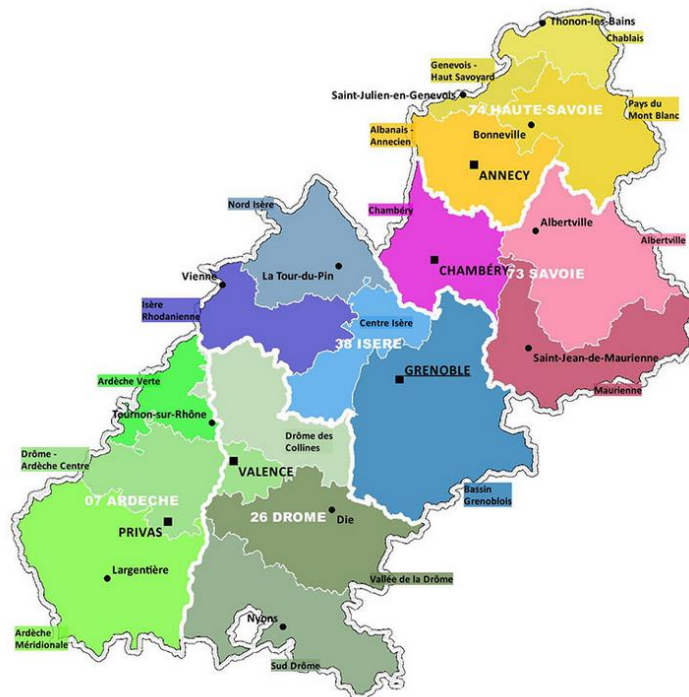 Thonon-les-Bains
Chablais
Genevois -
Haut Savoyard
Saint-Julien-en-Genevois
74 HAUTE-SAVOIE
Pays du
Mont Blanc
Albanais -
Annecien
Bonneville
ANNECY
Nord Isère
Chambéry
Albertville
Albertville
Vienne
La Tour-du-Pin
CHAMBÉRY
73 SAVOIE
Isère
Rhodanienne
Centre Isère
38 ISERE
Saint-Jean-de-Maurienne
Ardèche Verte
GRENOBLE
Maurienne
Tournon-sur-Rhône
Drôme des
Collines
Drôme -
Ardèche Centre
VALENCE
07 ARDECHE
Bassin
Grenoblois
26 DROME
PRIVAS
Die
Largentière
Vallée de la Drôme
Nyons
Ardèche
Méridionale
Sud Drôme